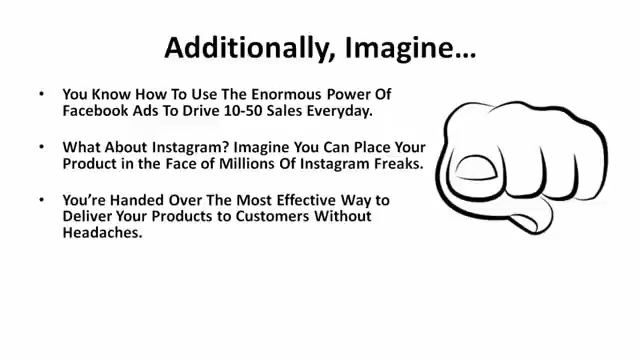 Additionally, Imagine…
• You Know How To Use The Enormous Power Of
Facebook Ads To Drive 10-50 Sales Everyday.
• What About Instagram? Imagine You Can Place Your
Product in the Face of Millions Of Instagram Freaks.
• You’re Handed Over The Most Effective Way to
Deliver Your Products to Customers Without
Headaches.